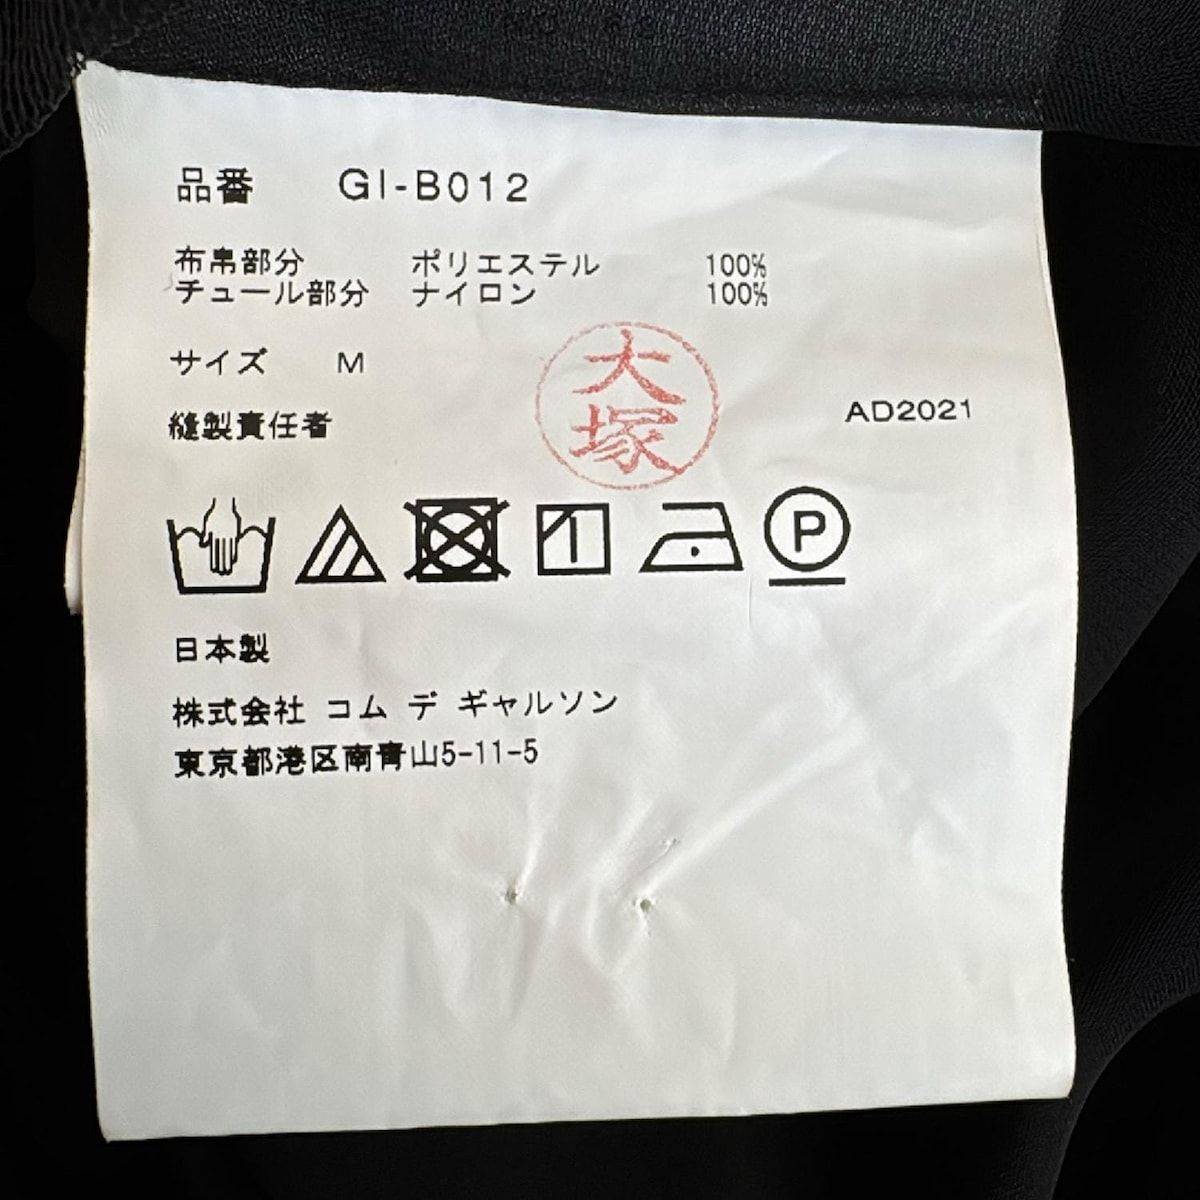 品番 GI-B012
布帛部分 ポリエステル 100%
チュール部分 ナイロン 100%
サイズ M
大塚
縫製責任者
AD2021
P
日本製
株式会社 コム デ ギャルソン
東京都港区南青山5-11-5